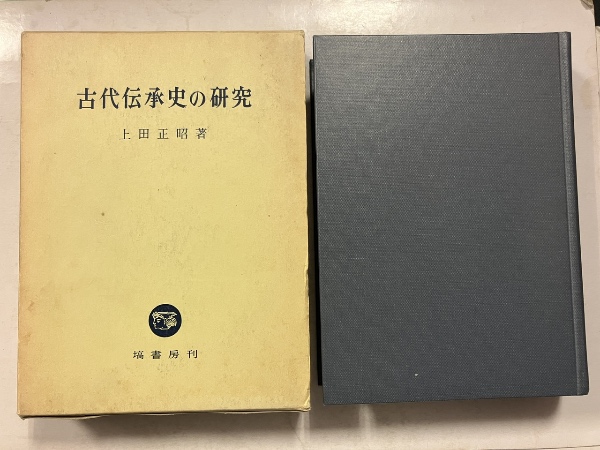 古代伝承史の研究
上田正昭著
塙書房刊